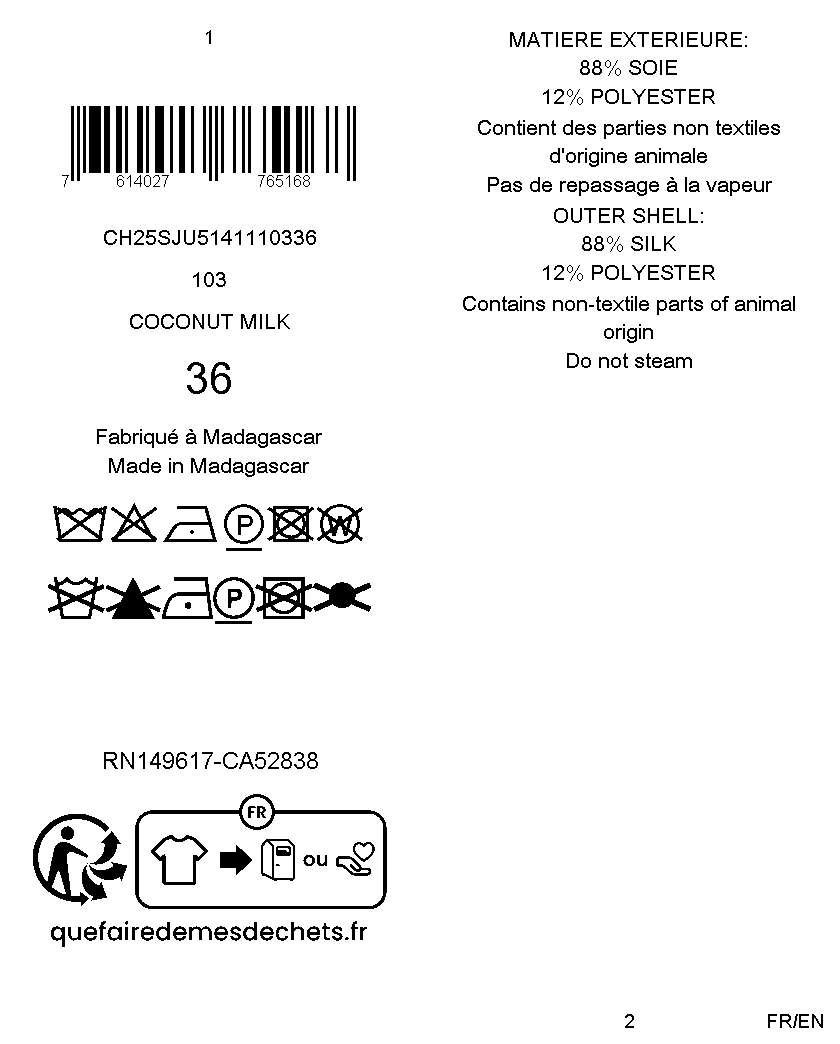 1
7 614027 765168
CH25SJU5141110336
103
COCONUT MILK
36
Fabriqué à Madagascar
Made in Madagascar
P
W
P
RN149617-CA52838
FR
ou
quefairedemesdechets.fr
MATIERE EXTERIEURE:
88% SOIE
12% POLYESTER
Contient des parties non textiles
d'origine animale
Pas de repassage à la vapeur
OUTER SHELL:
88% SILK
12% POLYESTER
Contains non-textile parts of animal
origin
Do not steam
2
FR/EN